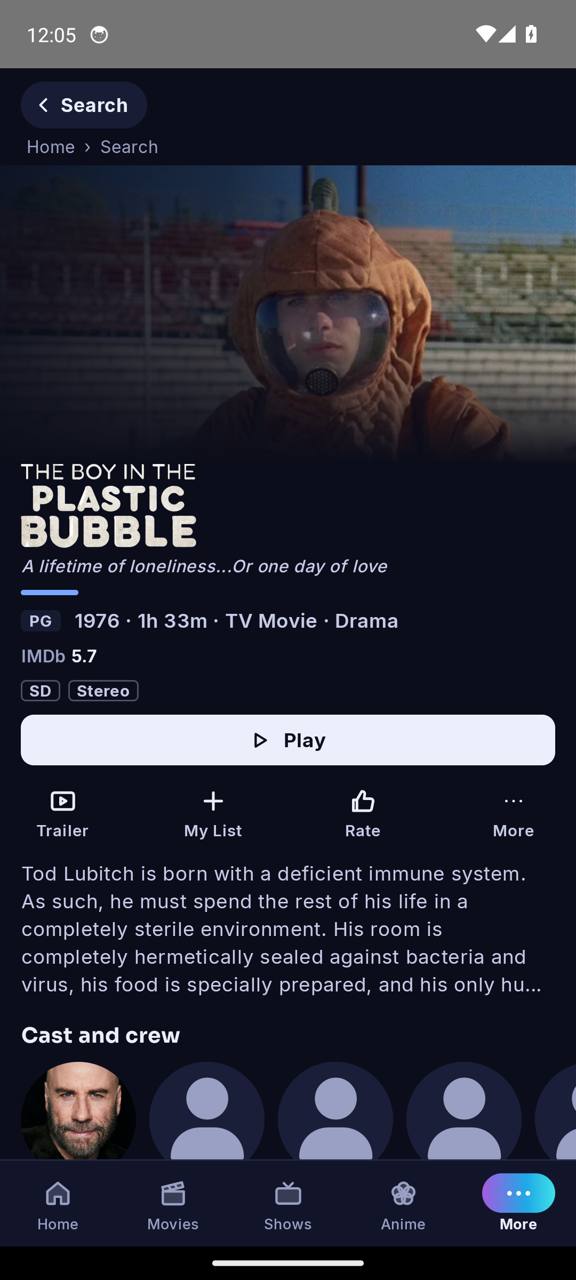 12:05
Search
Home › Search
THE BOY IN THE
PLASTIC
BUBBLE
A lifetime of loneliness...Or one day of love
PG 1976 · 1h 33m · TV Movie · Drama
IMDb 5.7
SD Stereo
Play
Trailer My List Rate More
Tod Lubitch is born with a deficient immune system.
As such, he must spend the rest of his life in a
completely sterile environment. His room is
completely hermetically sealed against bacteria and
virus, his food is specially prepared, and his only hu...
Cast and crew
Home Movies Shows Anime More